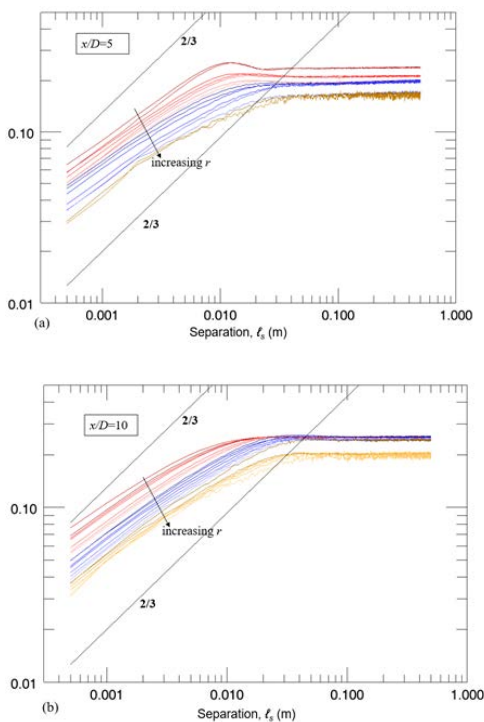 x/D=5
2/3
0.10
increasing r
2/3
0.01
0.001 0.010 0.100 1.000
(a)
Separation, ℓs (m)
x/D=10
2/3
0.10
increasing r
2/3
0.01
0.001 0.010 0.100 1.000
(b)
Separation, ℓs (m)